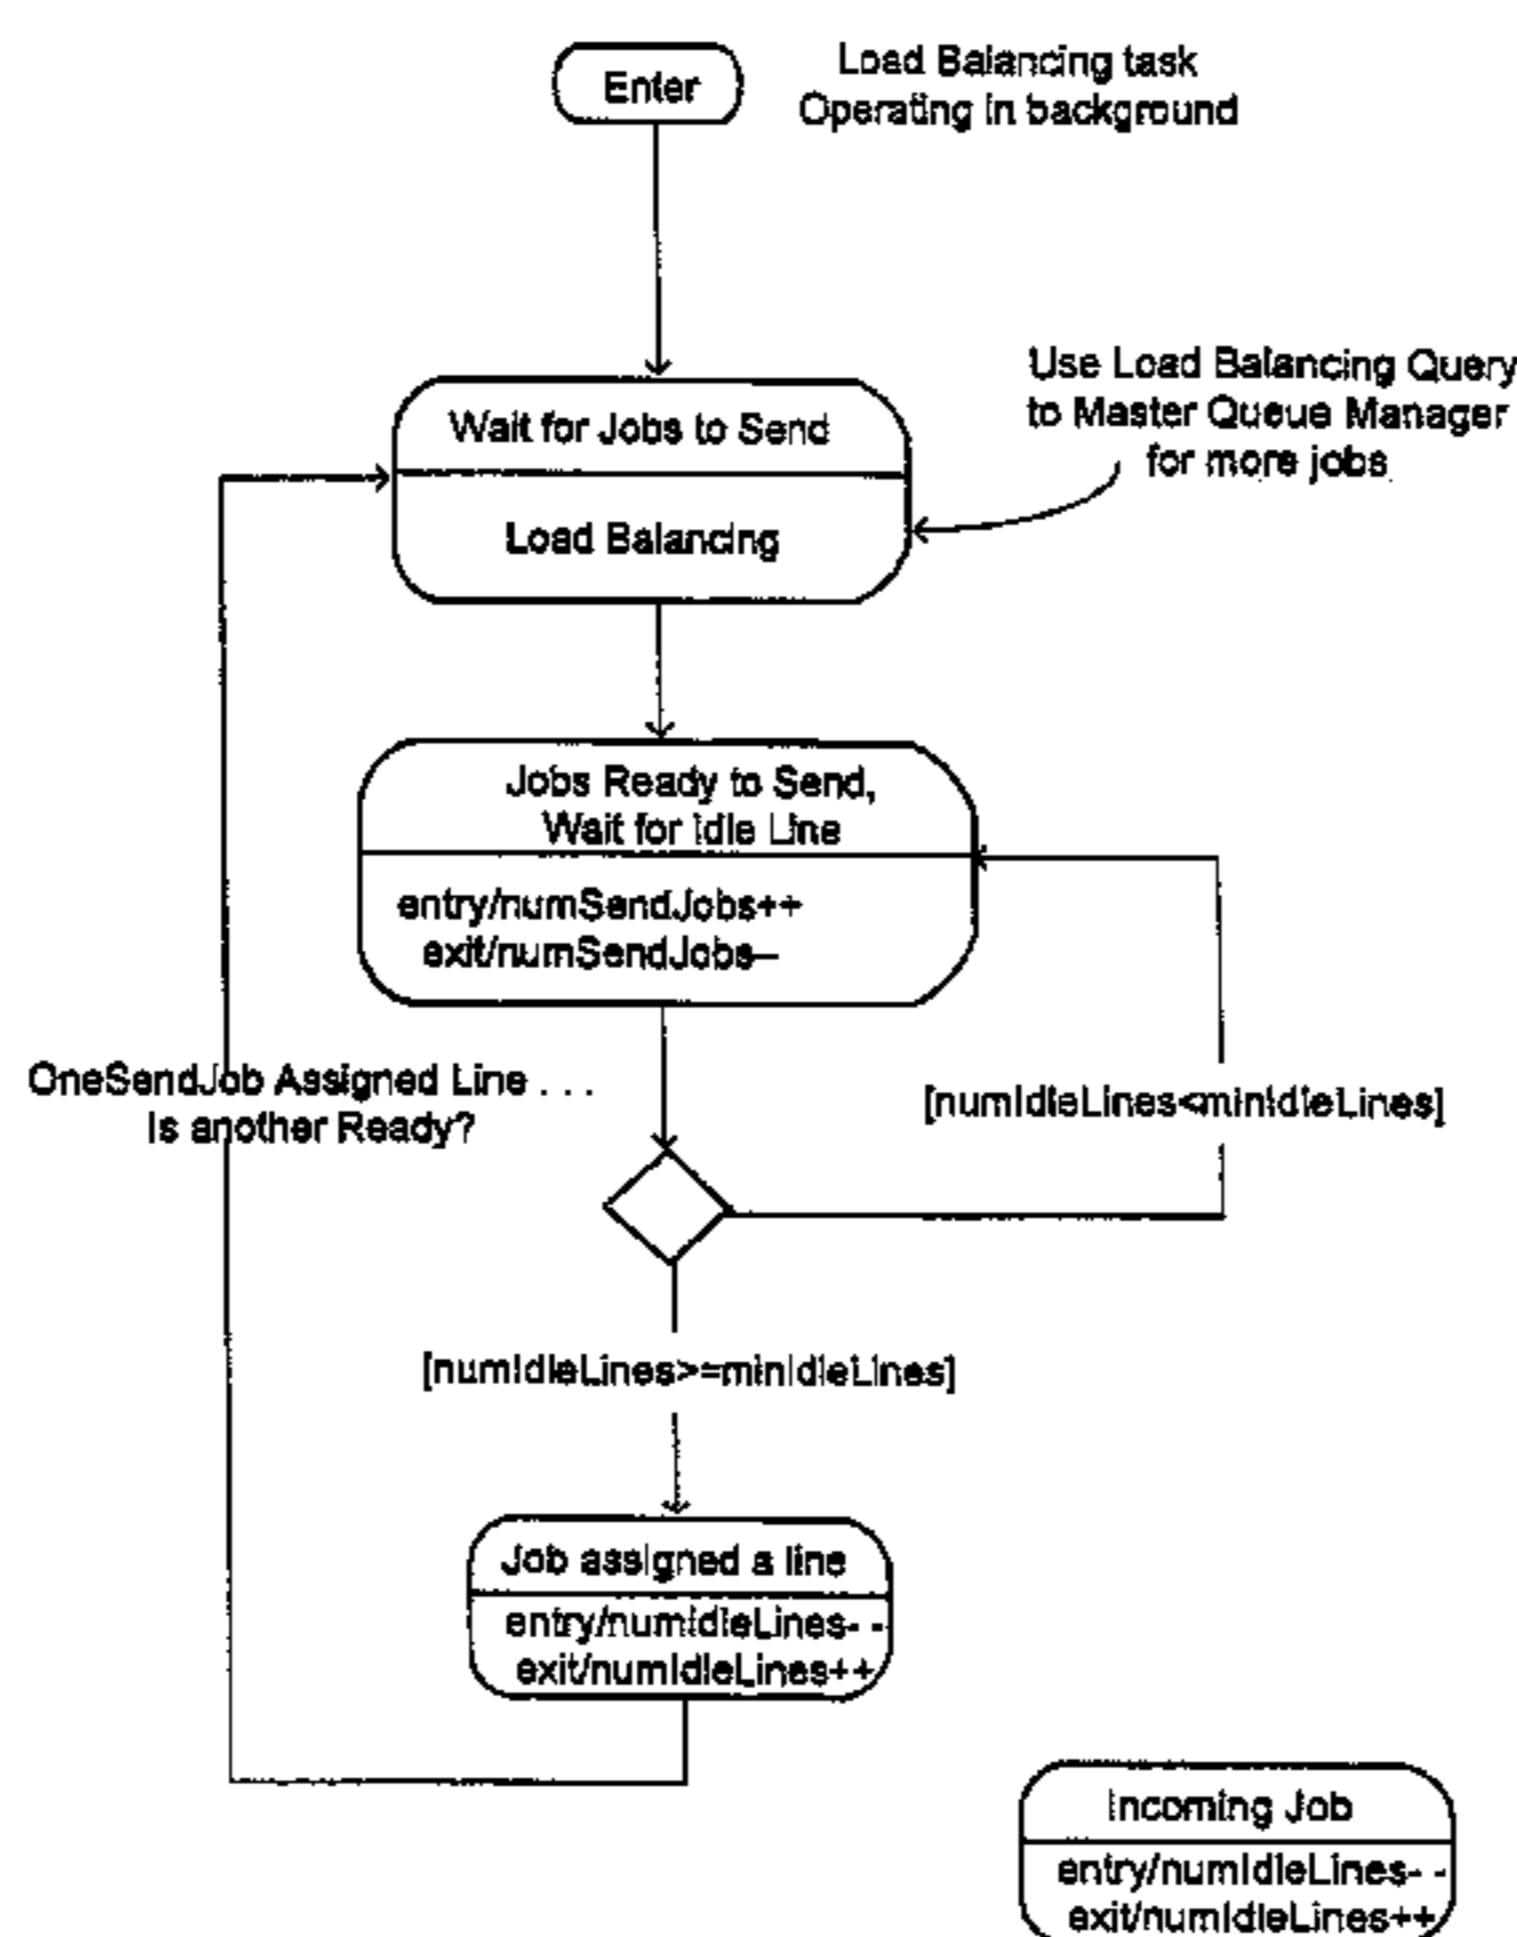 Enter
Load Balancing task
Operating in background
Use Load Balancing Query
to Master Queue Manager
for more jobs
Wait for Jobs to Send
Load Balancing
Jobs Ready to Send,
Wait for Idle Line
entry/numSendJobs++
exit/numSendJobs--
OneSendJob Assigned Line . . .
Is another Ready?
[numIdleLines<minIdleLines]
[numIdleLines>=minIdleLines]
Job assigned a line
entry/numIdleLines- -
exit/numIdleLines++
Incoming Job
entry/numIdleLines- -
exit/numIdleLines++